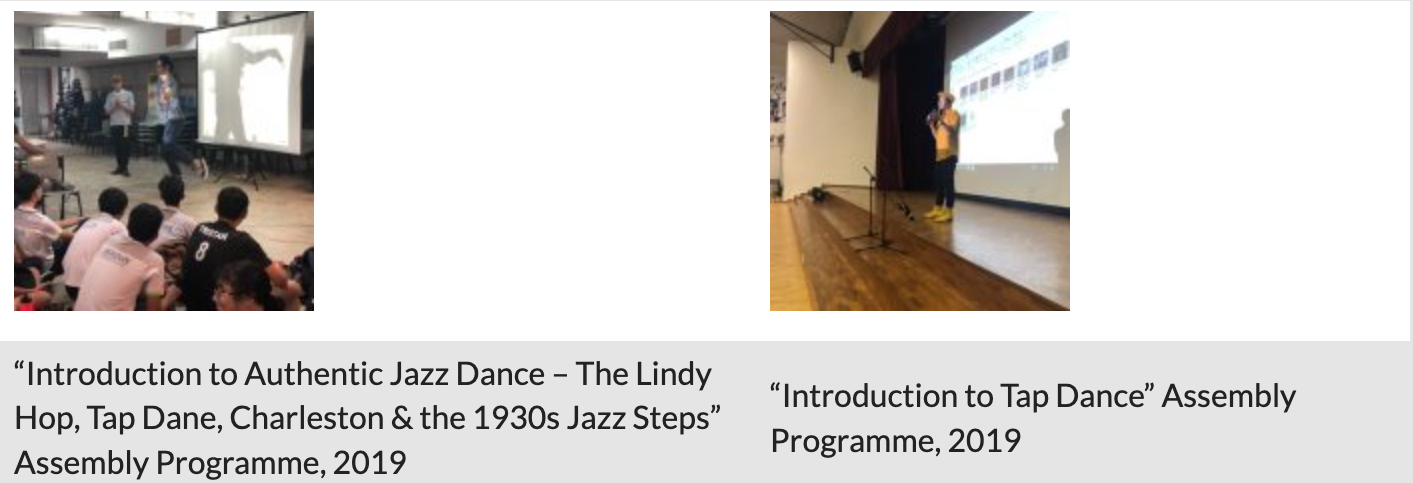 “Introduction to Authentic Jazz Dance – The Lindy
Hop, Tap Dane, Charleston & the 1930s Jazz Steps”
Assembly Programme, 2019
“Introduction to Tap Dance” Assembly
Programme, 2019
8